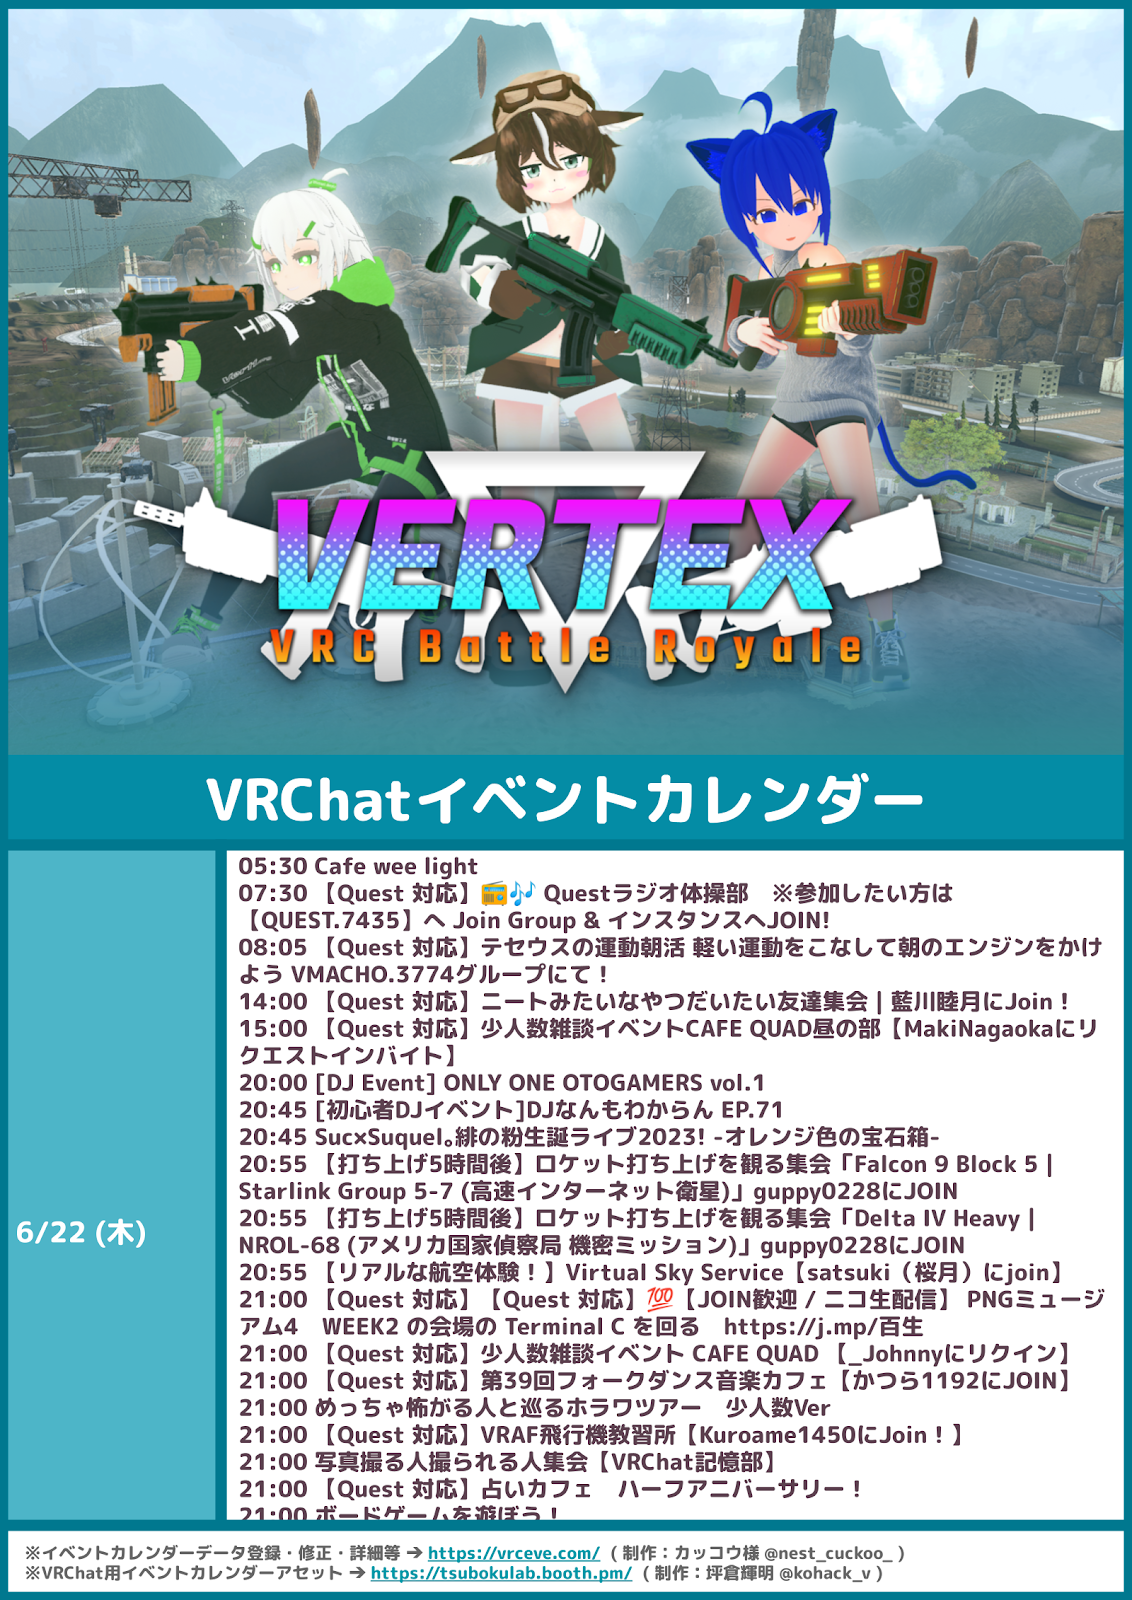 VERTEX
VRC Battle Royale
VRChatイベントカレンダー
6/22 (木)
05:30 Cafe wee light
07:30 【Quest 対応】📻🎶 Questラジオ体操部　※参加したい方は
【QUEST.7435】へ Join Group & インスタンスへJOIN!
08:05 【Quest 対応】テセウスの運動朝活 軽い運動をこなして朝のエンジンをかけ
よう VMACHO.3774グループにて！
14:00 【Quest 対応】ニートみたいなやつだいたい友達集会 | 藍川睦月にJoin！
15:00 【Quest 対応】少人数雑談イベントCAFE QUAD昼の部【MakiNagaokaにリ
クエストインバイト】
20:00 [DJ Event] ONLY ONE OTOGAMERS vol.1
20:45 [初心者DJイベント]DJなんもわからん EP.71
20:45 Suc×Suquel｡緋の粉生誕ライブ2023! -オレンジ色の宝石箱-
20:55 【打ち上げ5時間後】ロケット打ち上げを観る集会「Falcon 9 Block 5 |
Starlink Group 5-7 (高速インターネット衛星)」guppy0228にJOIN
20:55 【打ち上げ5時間後】ロケット打ち上げを観る集会「Delta IV Heavy |
NROL-68 (アメリカ国家偵察局 機密ミッション)」guppy0228にJOIN
20:55 【リアルな航空体験！】Virtual Sky Service【satsuki（桜月）にjoin】
21:00 【Quest 対応】【Quest 対応】💯【JOIN歓迎 / ニコ生配信】 PNGミュージ
アム4　WEEK2 の会場の Terminal C を回る　https://j.mp/百生
21:00 【Quest 対応】少人数雑談イベント CAFE QUAD 【_Johnnyにリクイン】
21:00 【Quest 対応】第39回フォークダンス音楽カフェ【かつら1192にJOIN】
21:00 めっちゃ怖がる人と巡るホラワツアー　少人数Ver
21:00 【Quest 対応】VRAF飛行機教習所【Kuroame1450にJoin！】
21:00 写真撮る人撮られる人集会【VRChat記憶部】
21:00 【Quest 対応】占いカフェ　ハーフアニバーサリー！
21:00 ボードゲームを遊ぼう！
※イベントカレンダーデータ登録・修正・詳細等 → https://vrceve.com/ ( 制作：カッコウ様 @nest_cuckoo_ )
※VRChat用イベントカレンダーアセット → https://tsubokulab.booth.pm/ ( 制作：坪倉輝明 @kohack_v )